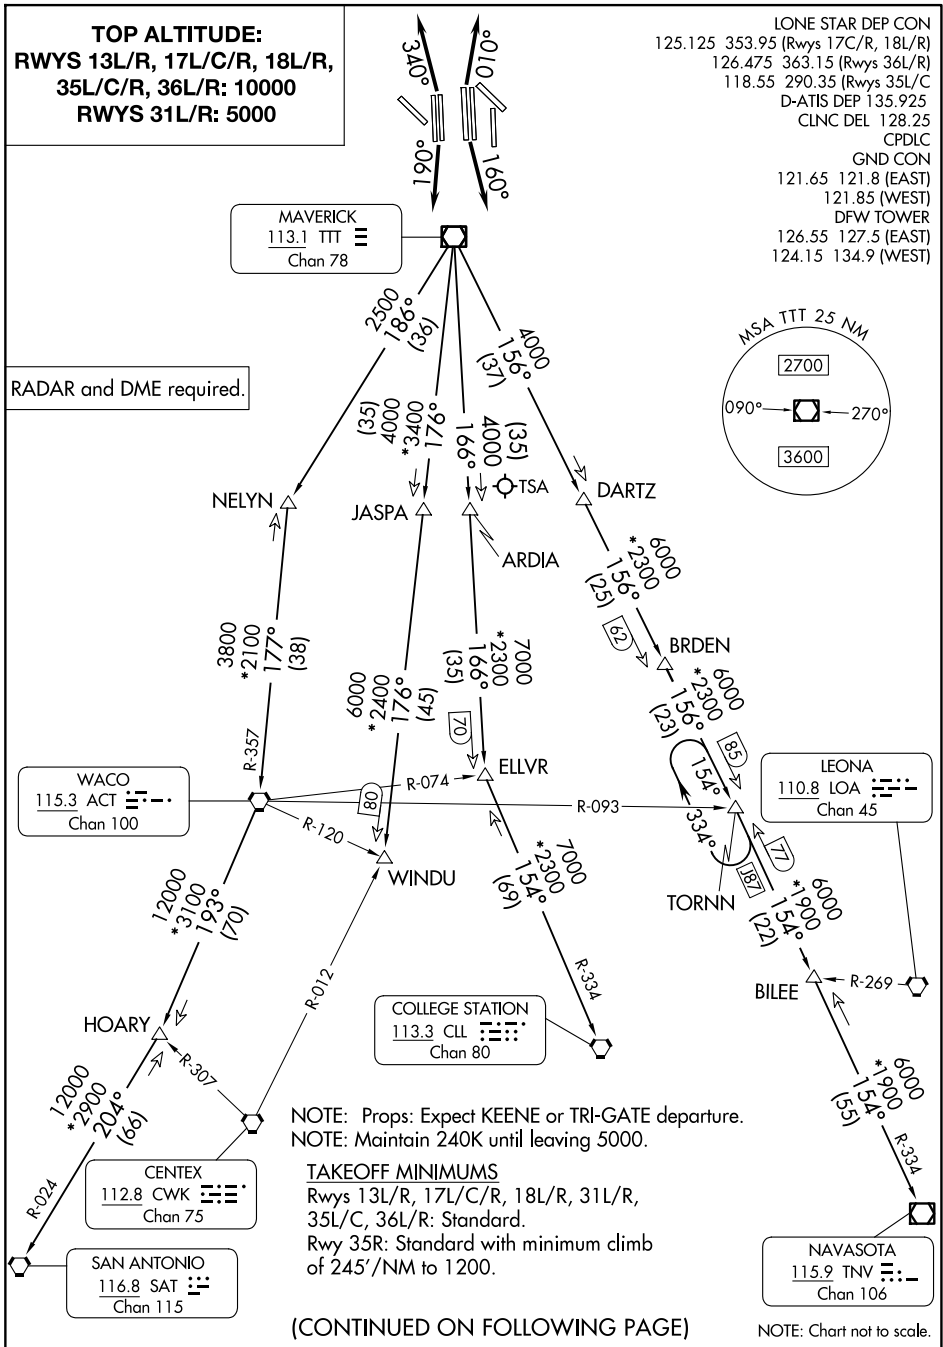 TOP ALTITUDE:
RWYS 13L/R, 17L/C/R, 18L/R,
35L/C/R, 36L/R: 10000
RWYS 31L/R: 5000
LONE STAR DEP CON
125.125 353.95 (Rwys 17C/R, 18L/R)
126.475 363.15 (Rwys 36L/R)
118.55 290.35 (Rwys 35L/C
D-ATIS DEP 135.925
CLNC DEL 128.25
CPDLC
GND CON
121.65 121.8 (EAST)
121.85 (WEST)
DFW TOWER
126.55 127.5 (EAST)
124.15 134.9 (WEST)
340°
010°
190°
160°
MAVERICK
113.1 TTT
Chan 78
MSA TTT 25 NM
2700
090°
270°
3600
RADAR and DME required.
2500
186°
(36)
(35)
4000
*3400
176°
(35)
4000
166°
4000
156°
(37)
TSA
NELYN
JASPA
ARDIA
DARTZ
3800
*2100
177°
(38)
6000
*2400
176°
(45)
7000
*2300
166°
(35)
6000
*2300
156°
(25)
62
BRDEN
6000
*2300
156°
(23)
70
85
R-357
WACO
115.3 ACT
Chan 100
R-074
ELLVR
80
R-093
R-120
WINDU
154°
334°
77
J87
TORNN
LEONA
110.8 LOA
Chan 45
12000
*3100
193°
(70)
7000
*2300
154°
(69)
6000
*1900
154°
(22)
R-012
R-334
BILEE
R-269
HOARY
R-307
COLLEGE STATION
113.3 CLL
Chan 80
12000
*2900
204°
(66)
6000
*1900
154°
(55)
R-334
R-024
CENTEX
112.8 CWK
Chan 75
NOTE: Props: Expect KEENE or TRI-GATE departure.
NOTE: Maintain 240K until leaving 5000.
TAKEOFF MINIMUMS
Rwys 13L/R, 17L/C/R, 18L/R, 31L/R,
35L/C, 36L/R: Standard.
Rwy 35R: Standard with minimum climb
of 245'/NM to 1200.
SAN ANTONIO
116.8 SAT
Chan 115
NAVASOTA
115.9 TNV
Chan 106
(CONTINUED ON FOLLOWING PAGE)
NOTE: Chart not to scale.